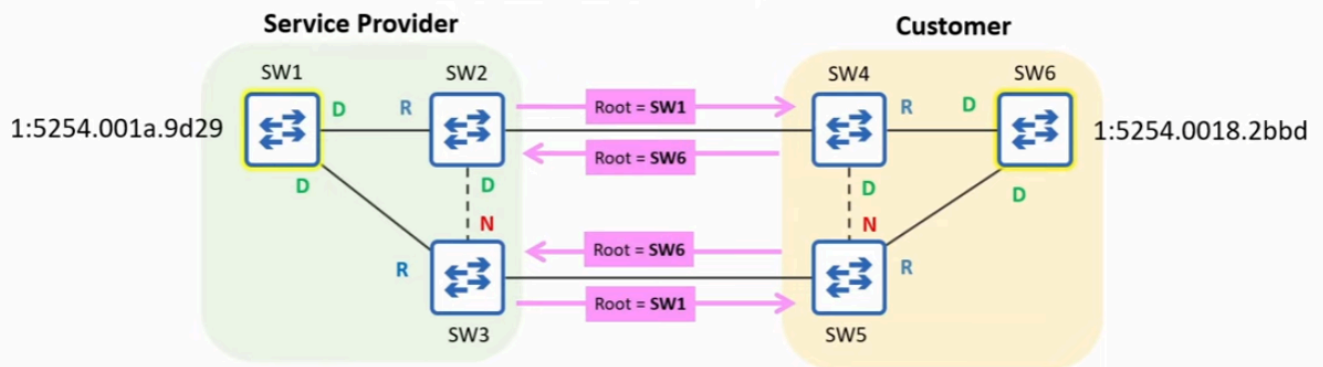 Service Provider
Customer
SW1
SW2
SW4
SW6
1:5254.001a.9d29
D
R
Root = SW1
R
D
1:5254.0018.2bbd
Root = SW6
D
D
D
D
N
N
R
Root = SW6
R
Root = SW1
SW3
SW5